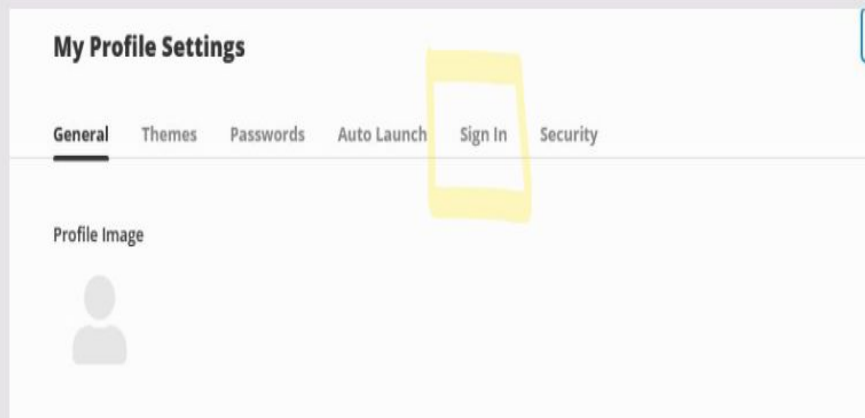 My Profile Settings
General Themes Passwords Auto Launch Sign In Security
Profile Image